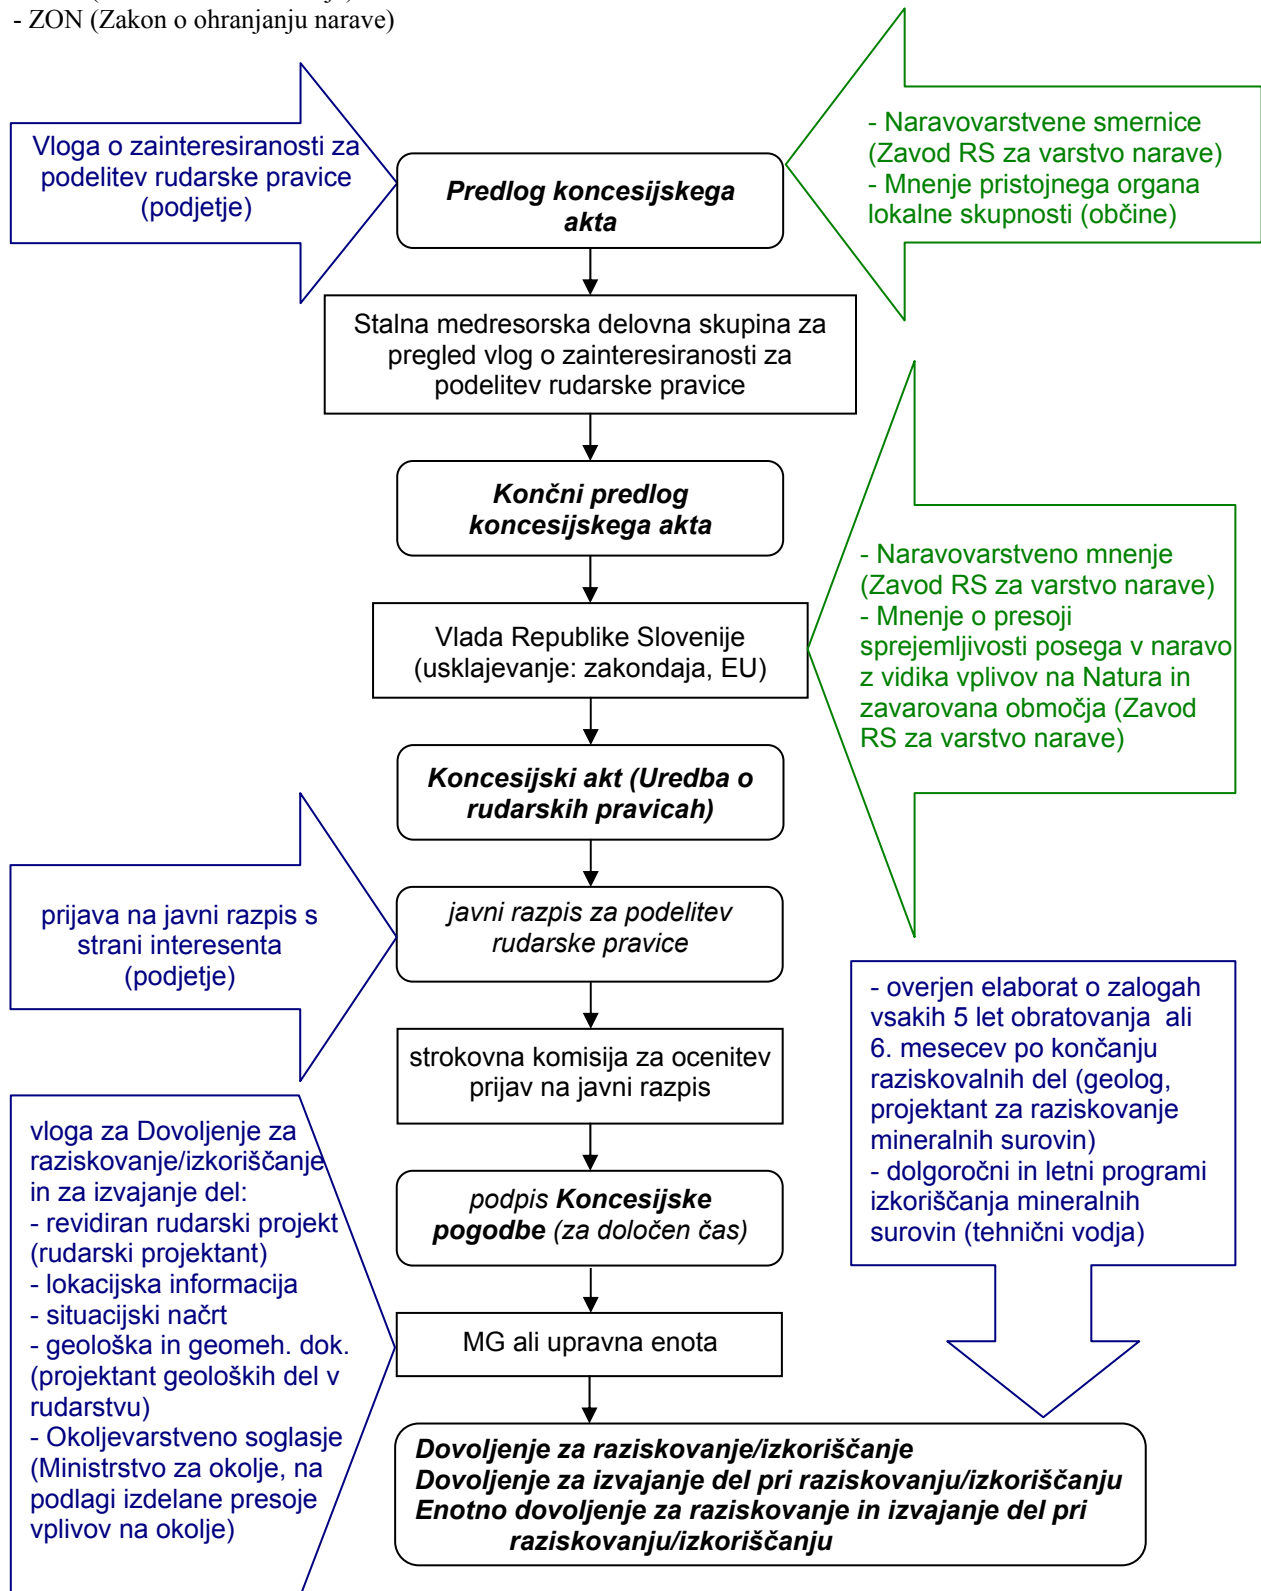 - ZON (Zakon o ohranjanju narave)
Vloga o zainteresiranosti za
podelitev rudarske pravice
(podjetje)
Predlog koncesijskega
akta
- Naravovarstvene smernice
(Zavod RS za varstvo narave)
- Mnenje pristojnega organa
lokalne skupnosti (občine)
Stalna medresorska delovna skupina za
pregled vlog o zainteresiranosti za
podelitev rudarske pravice
Končni predlog
koncesijskega akta
Vlada Republike Slovenije
(usklajevanje: zakondaja, EU)
- Naravovarstveno mnenje
(Zavod RS za varstvo narave)
- Mnenje o presoji
sprejemljivosti posega v naravo
z vidika vplivov na Natura in
zavarovana območja (Zavod
RS za varstvo narave)
Koncesijski akt (Uredba o
rudarskih pravicah)
prijava na javni razpis s
strani interesenta
(podjetje)
javni razpis za podelitev
rudarske pravice
strokovna komisija za ocenitev
prijav na javni razpis
- overjen elaborat o zalogah
vsakih 5 let obratovanja ali
6. mesecev po končanju
raziskovalnih del (geolog,
projektant za raziskovanje
mineralnih surovin)
- dolgoročni in letni programi
izkoriščanja mineralnih
surovin (tehnični vodja)
vloga za Dovoljenje za
raziskovanje/izkoriščanje
in za izvajanje del:
- revidiran rudarski projekt
(rudarski projektant)
- lokacijska informacija
- situacijski načrt
- geološka in geomeh. dok.
(projektant geoloških del v
rudarstvu)
- Okoljevarstveno soglasje
(Ministrstvo za okolje, na
podlagi izdelane presoje
vplivov na okolje)
podpis Koncesijske
pogodbe (za določen čas)
MG ali upravna enota
Dovoljenje za raziskovanje/izkoriščanje
Dovoljenje za izvajanje del pri raziskovanju/izkoriščanju
Enotno dovoljenje za raziskovanje in izvajanje del pri
raziskovanju/izkoriščanju